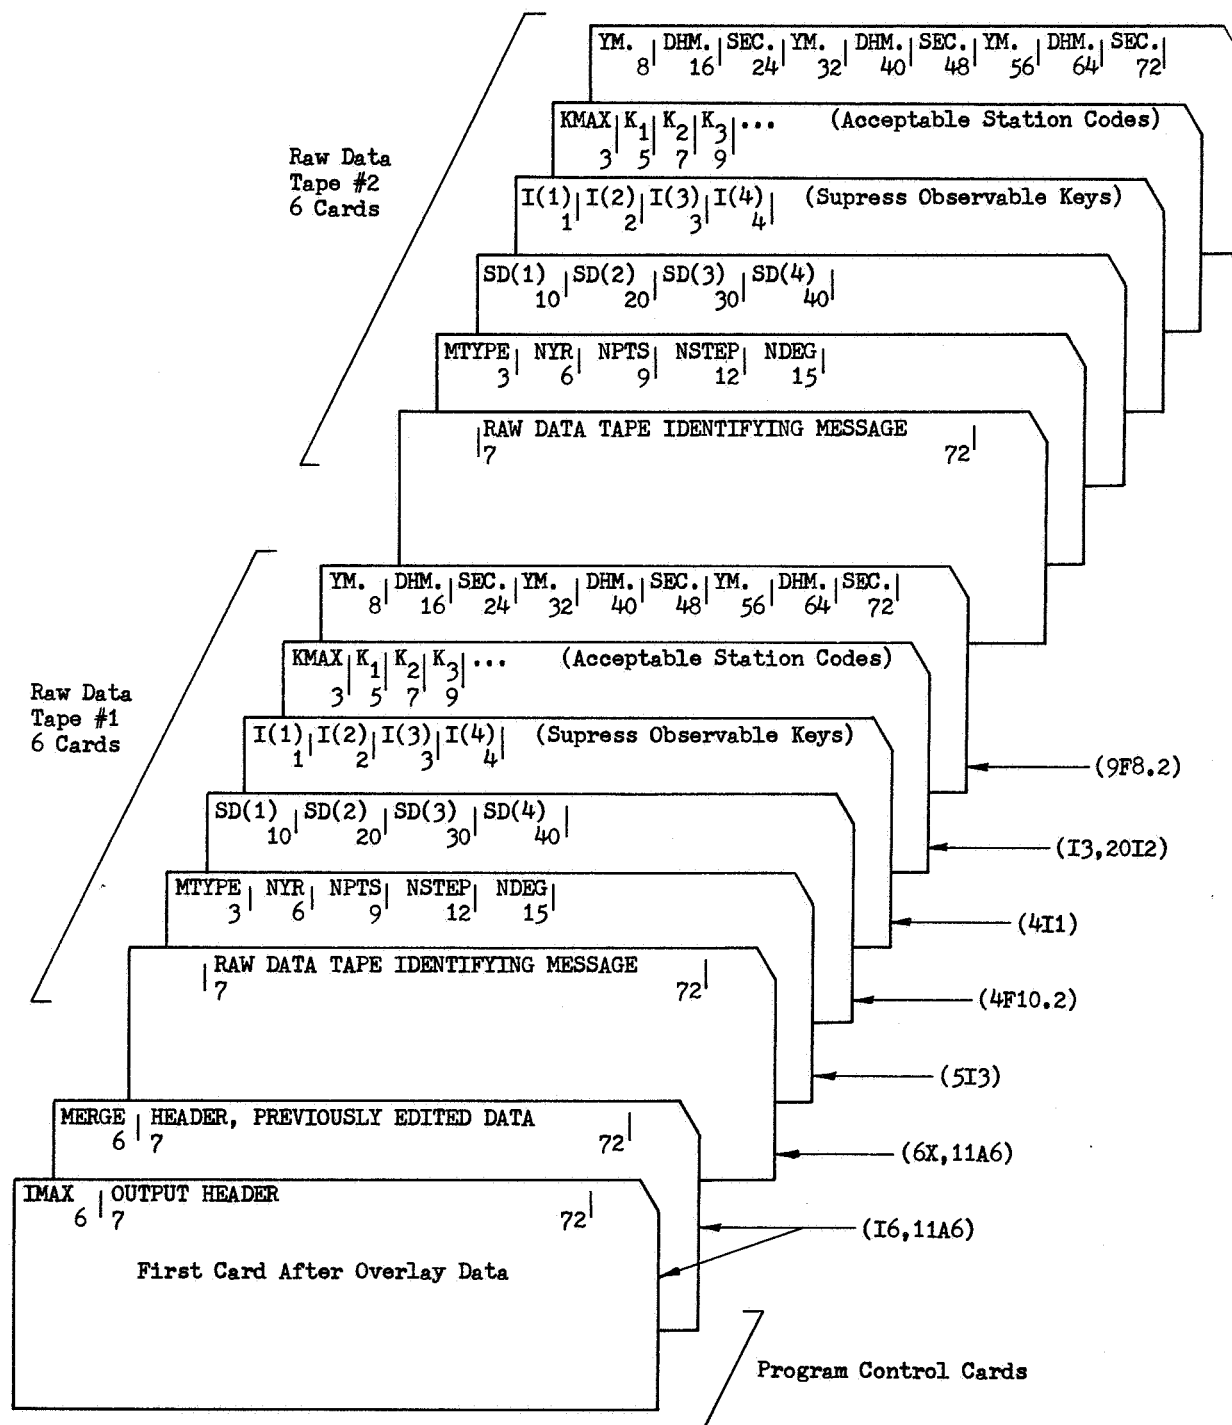 YM. 8| DHM. 16| SEC. 24| YM. 32| DHM. 40| SEC. 48| YM. 56| DHM. 64| SEC. 72|
KMAX 3| K1 5| K2 7| K3 9| ... (Acceptable Station Codes)
Raw Data
Tape #2
6 Cards
I(1) 1| I(2) 2| I(3) 3| I(4) 4| (Supress Observable Keys)
SD(1) 10| SD(2) 20| SD(3) 30| SD(4) 40|
MTYPE 3| NYR 6| NPTS 9| NSTEP 12| NDEG 15|
|RAW DATA TAPE IDENTIFYING MESSAGE
7 72|
YM. 8| DHM. 16| SEC. 24| YM. 32| DHM. 40| SEC. 48| YM. 56| DHM. 64| SEC. 72|
KMAX 3| K1 5| K2 7| K3 9| ... (Acceptable Station Codes)
Raw Data
Tape #1
6 Cards
I(1) 1| I(2) 2| I(3) 3| I(4) 4| (Supress Observable Keys)
(9F8.2)
SD(1) 10| SD(2) 20| SD(3) 30| SD(4) 40|
(I3,20I2)
MTYPE 3| NYR 6| NPTS 9| NSTEP 12| NDEG 15|
(4I1)
|RAW DATA TAPE IDENTIFYING MESSAGE
7 72|
(4F10.2)
(5I3)
MERGE 6| HEADER, PREVIOUSLY EDITED DATA
7 72|
(6X,11A6)
IMAX 6| OUTPUT HEADER
7 72|
(I6,11A6)
First Card After Overlay Data
Program Control Cards